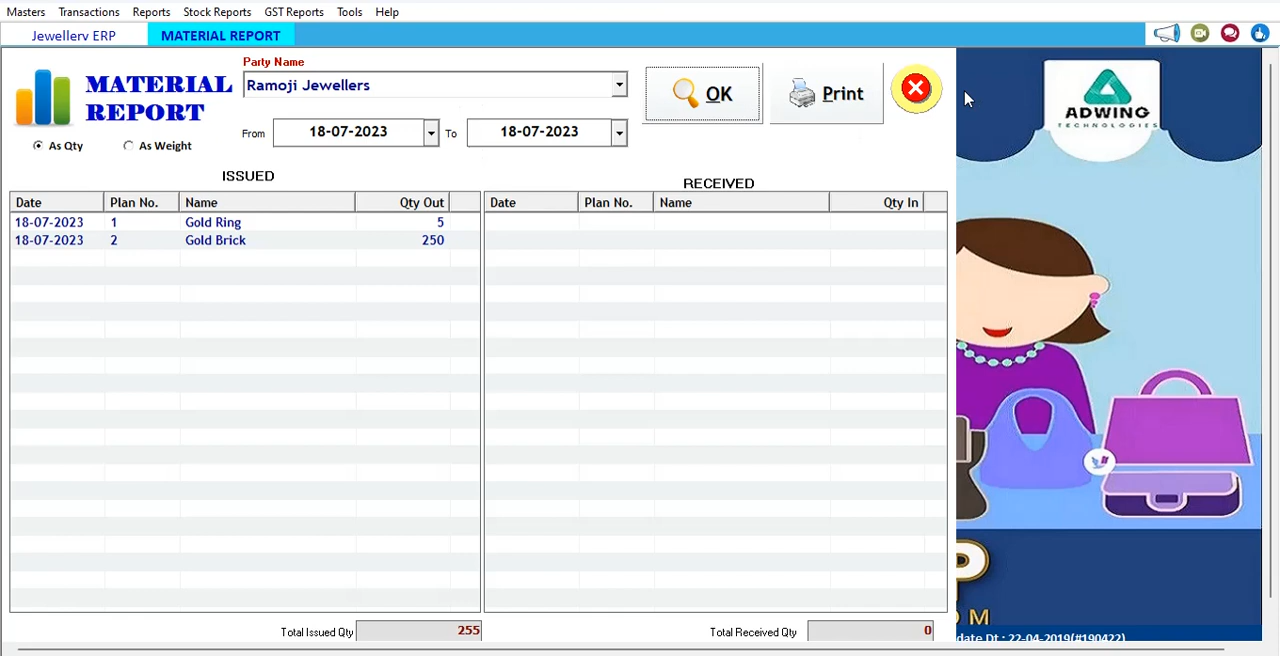 Masters Transactions Reports Stock Reports GST Reports Tools Help
Jewellery ERP MATERIAL REPORT
MATERIAL REPORT
Party Name
Ramoji Jewellers
From 18-07-2023 To 18-07-2023
As Qty As Weight
OK
Print
ADWING
TECHNOLOGIES
ISSUED
Date Plan No. Name Qty Out
18-07-2023 1 Gold Ring 5
18-07-2023 2 Gold Brick 250
Total Issued Qty 255
RECEIVED
Date Plan No. Name Qty In
Total Received Qty 0
P
M
date Dt : 22-04-2019(#190422)